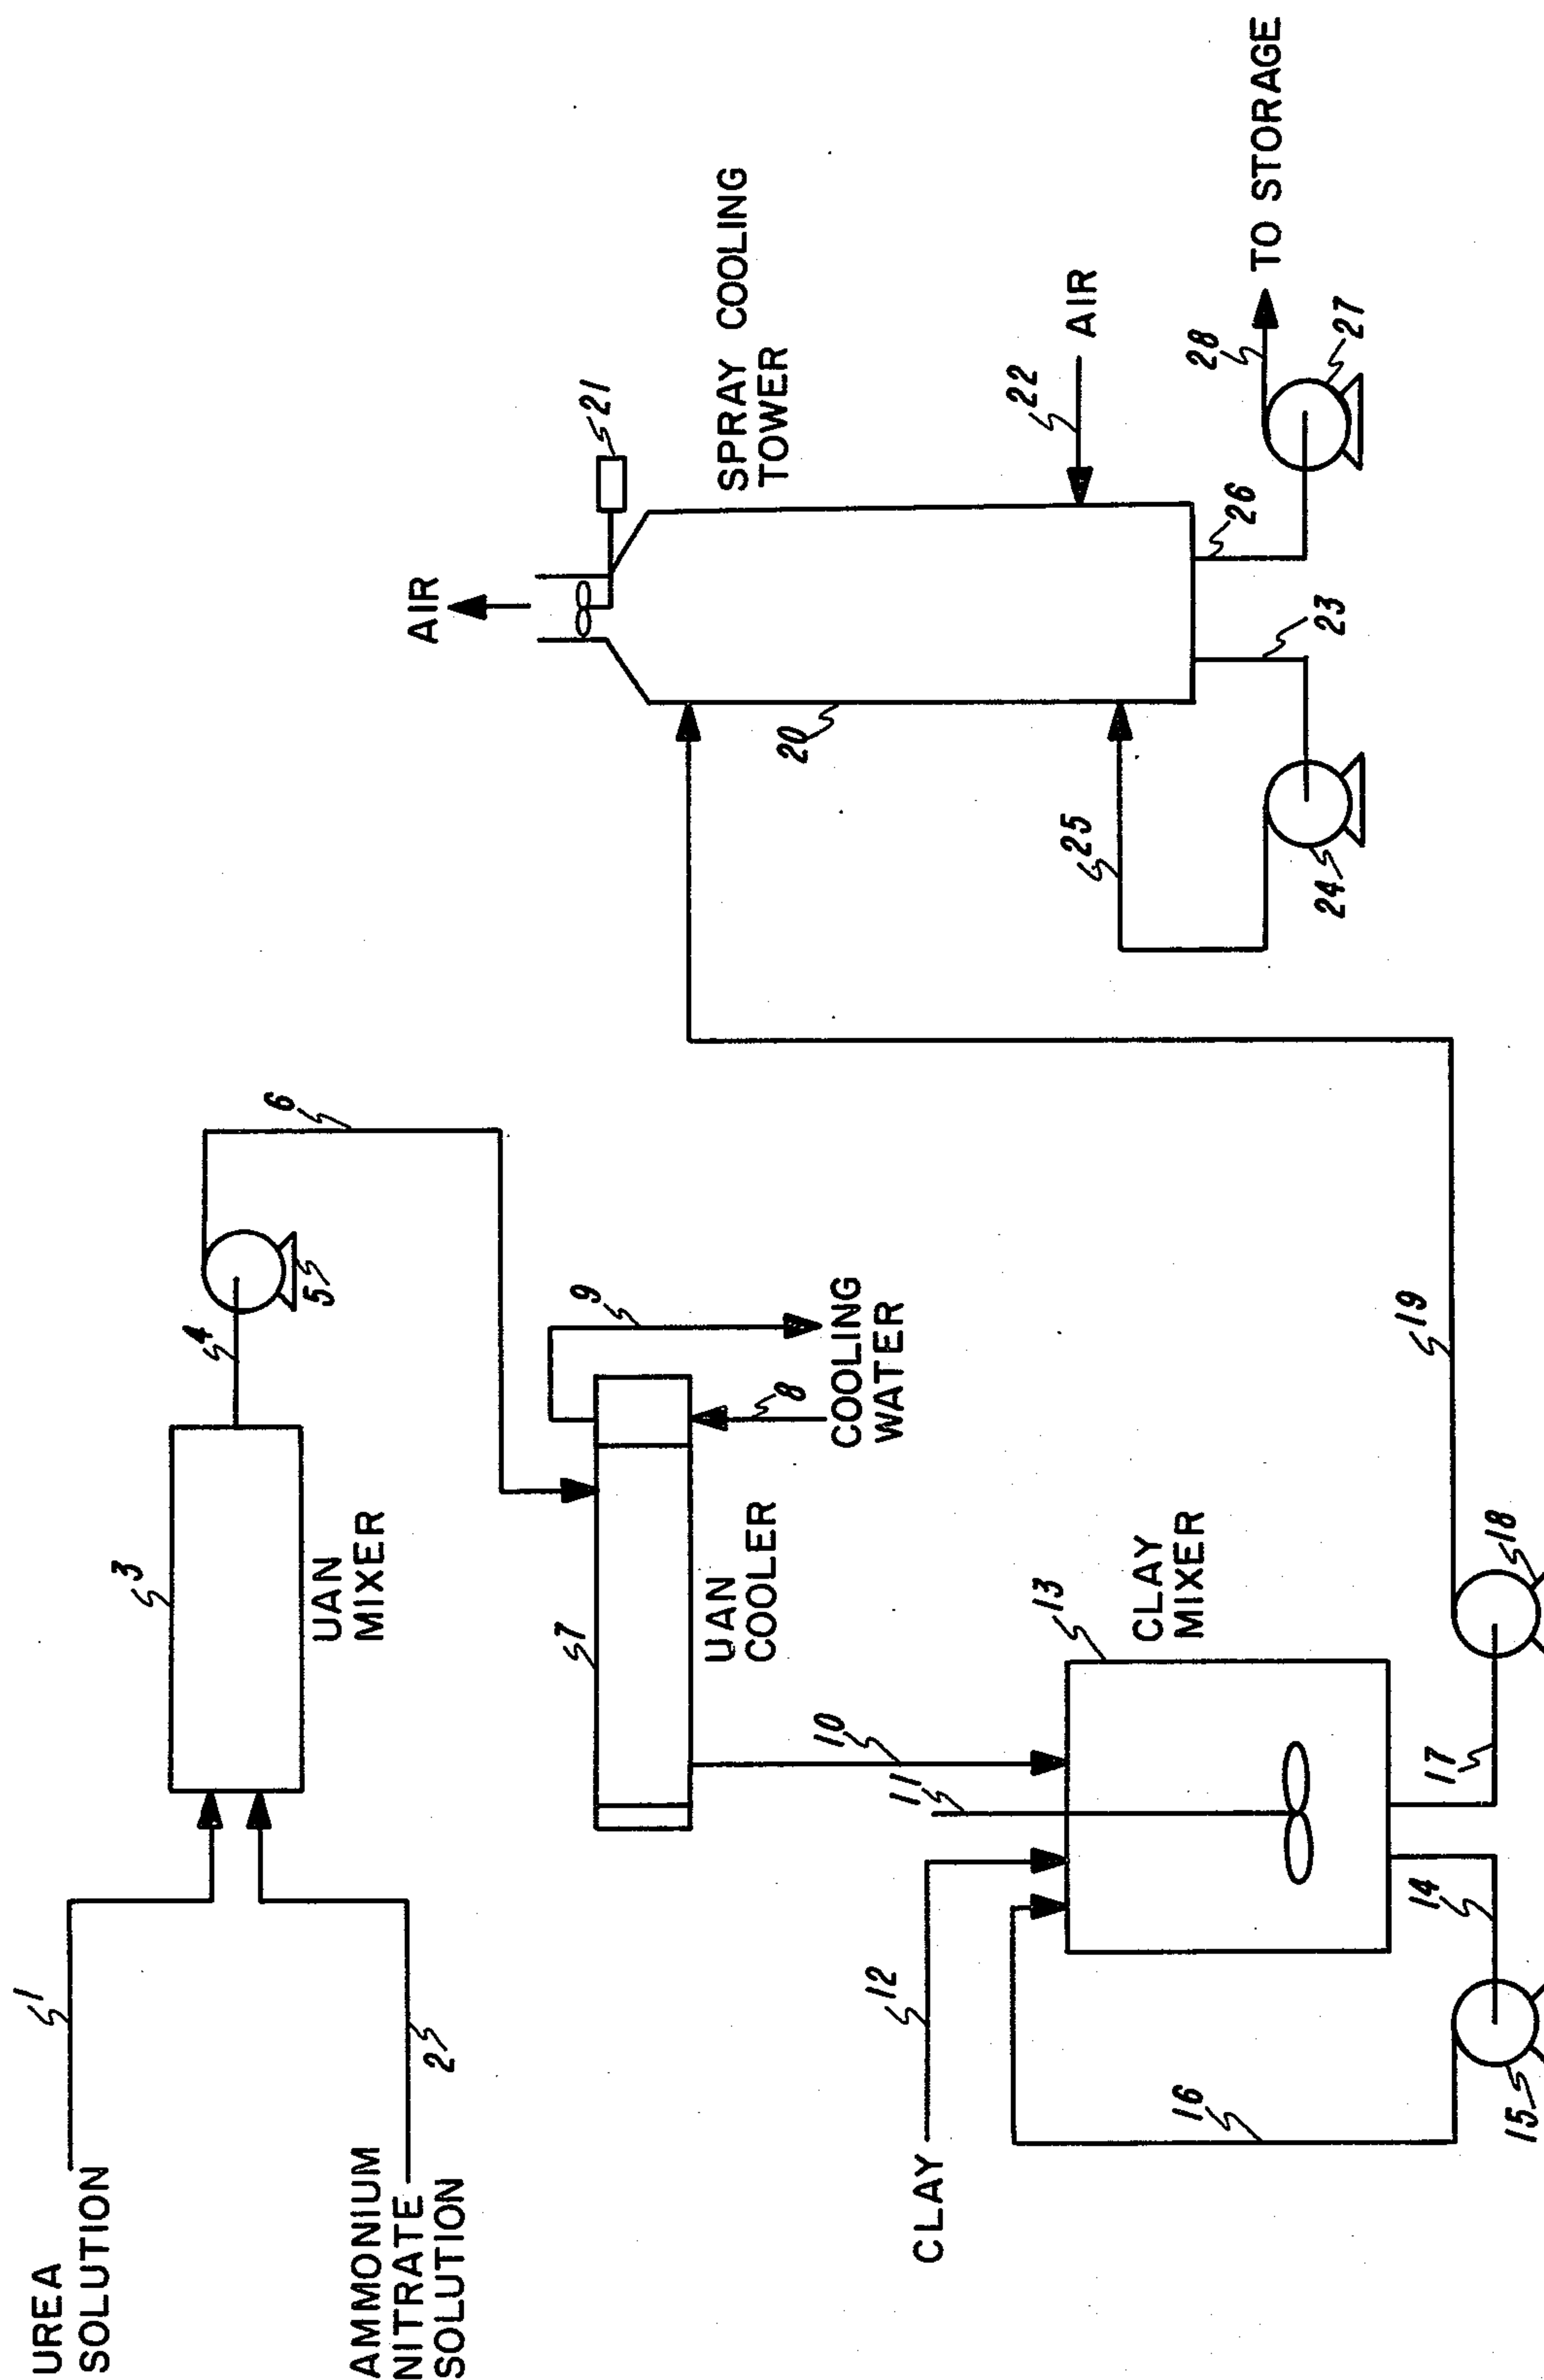 UREA
SOLUTION
1
AMMONIUM
NITRATE
SOLUTION
2
3
UAN
MIXER
4
5
6
7
UAN
COOLER
8
9
COOLING
WATER
10
11
12
CLAY
13
CLAY
MIXER
14
15
16
17
18
19
20
AIR
21
SPRAY COOLING
TOWER
22
AIR
23
24
25
26
27
28
TO STORAGE